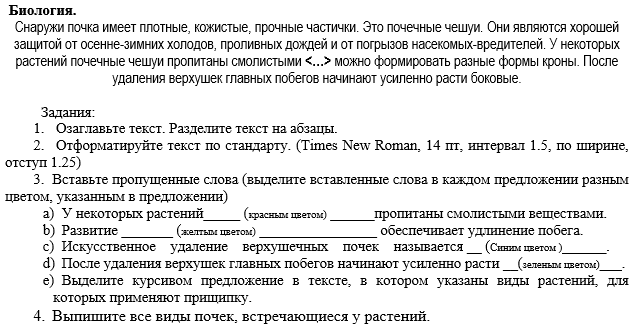 Биология.
Снаружи почка имеет плотные, кожистые, прочные частички. Это почечные чешуи. Они являются хорошей
защитой от осенне-зимних холодов, проливных дождей и от погрызов насекомых-вредителей. У некоторых
растений почечные чешуи пропитаны смолистыми <...> можно формировать разные формы кроны. После
удаления верхушек главных побегов начинают усиленно расти боковые.
Задания:
1. Озаглавьте текст. Разделите текст на абзацы.
2. Отформатируйте текст по стандарту. (Times New Roman, 14 пт, интервал 1.5, по ширине,
отступ 1.25)
3. Вставьте пропущенные слова (выделите вставленные слова в каждом предложении разным
цветом, указанным в предложении)
a) У некоторых растений_____ (красным цветом) ______пропитаны смолистыми веществами.
b) Развитие _______ (желтым цветом) ________________ обеспечивает удлинение побега.
c) Искусственное удаление верхушечных почек называется __ (Синим цветом )______.
d) После удаления верхушек главных побегов начинают усиленно расти __(зеленым цветом)___.
e) Выделите курсивом предложение в тексте, в котором указаны виды растений, для
которых применяют прищипку.
4. Выпишите все виды почек, встречающиеся у растений.